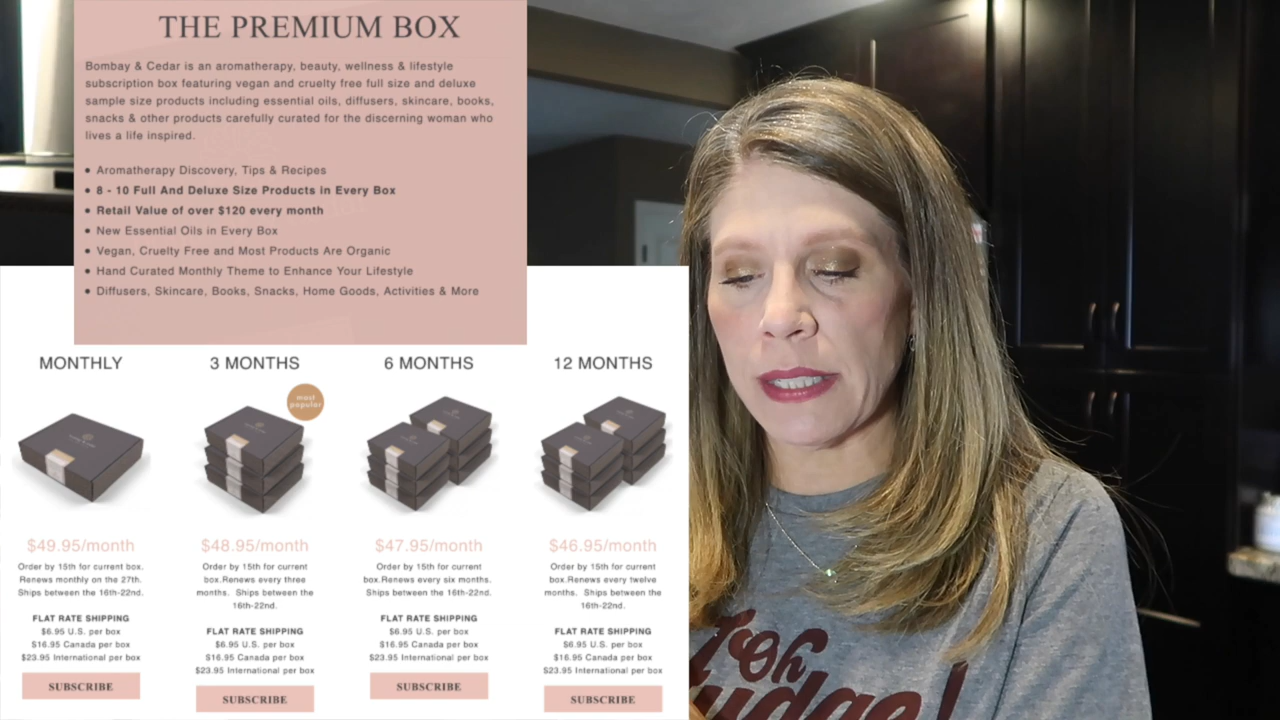 THE PREMIUM BOX
Bombay & Cedar is an aromatherapy, beauty, wellness & lifestyle
subscription box featuring vegan and cruelty free full size and deluxe
sample size products including essential oils, diffusers, skincare, books,
snacks & other products carefully curated for the discerning woman who
lives a life inspired.
• Aromatherapy Discovery, Tips & Recipes
• 8 - 10 Full And Deluxe Size Products in Every Box
• Retail Value of over $120 every month
• New Essential Oils in Every Box
• Vegan, Cruelty Free and Most Products Are Organic
• Hand Curated Monthly Theme to Enhance Your Lifestyle
• Diffusers, Skincare, Books, Snacks, Home Goods, Activities & More
MONTHLY
$49.95/month
Order by 15th for current box.
Renews monthly on the 27th.
Ships between the 16th-22nd.
FLAT RATE SHIPPING
$6.95 U.S. per box
$16.95 Canada per box
$23.95 International per box
SUBSCRIBE
3 MONTHS
most
popular
$48.95/month
Order by 15th for current
box.Renews every three
months. Ships between the
16th-22nd.
FLAT RATE SHIPPING
$6.95 U.S. per box
$16.95 Canada per box
$23.95 International per box
SUBSCRIBE
6 MONTHS
$47.95/month
Order by 15th for current
box.Renews every six months.
Ships between the 16th-22nd.
FLAT RATE SHIPPING
$6.95 U.S. per box
$16.95 Canada per box
$23.95 International per box
SUBSCRIBE
12 MONTHS
$46.95/month
Order by 15th for current
box.Renews every twelve
months. Ships between the
16th-22nd.
FLAT RATE SHIPPING
$6.95 U.S. per box
$16.95 Canada per box
$23.95 International per box
SUBSCRIBE
Oh